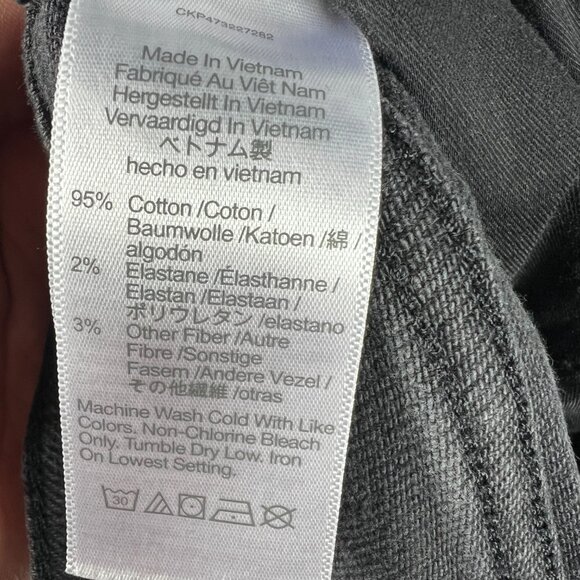 CKP473227282
Made In Vietnam
Fabriqué Au Viêt Nam
Hergestellt In Vietnam
Vervaardigd In Vietnam
ベトナム製
hecho en vietnam
95% Cotton /Coton /
Baumwolle /Katoen /綿 /
algodón
2% Elastane /Élasthanne /
Elastan /Elastaan /
ポリウレタン /elastano
3% Other Fiber /Autre
Fibre /Sonstige
Fasern /Andere Vezel /
その他繊維 /otras
Machine Wash Cold With Like
Colors. Non-Chlorine Bleach
Only. Tumble Dry Low. Iron
On Lowest Setting.
30